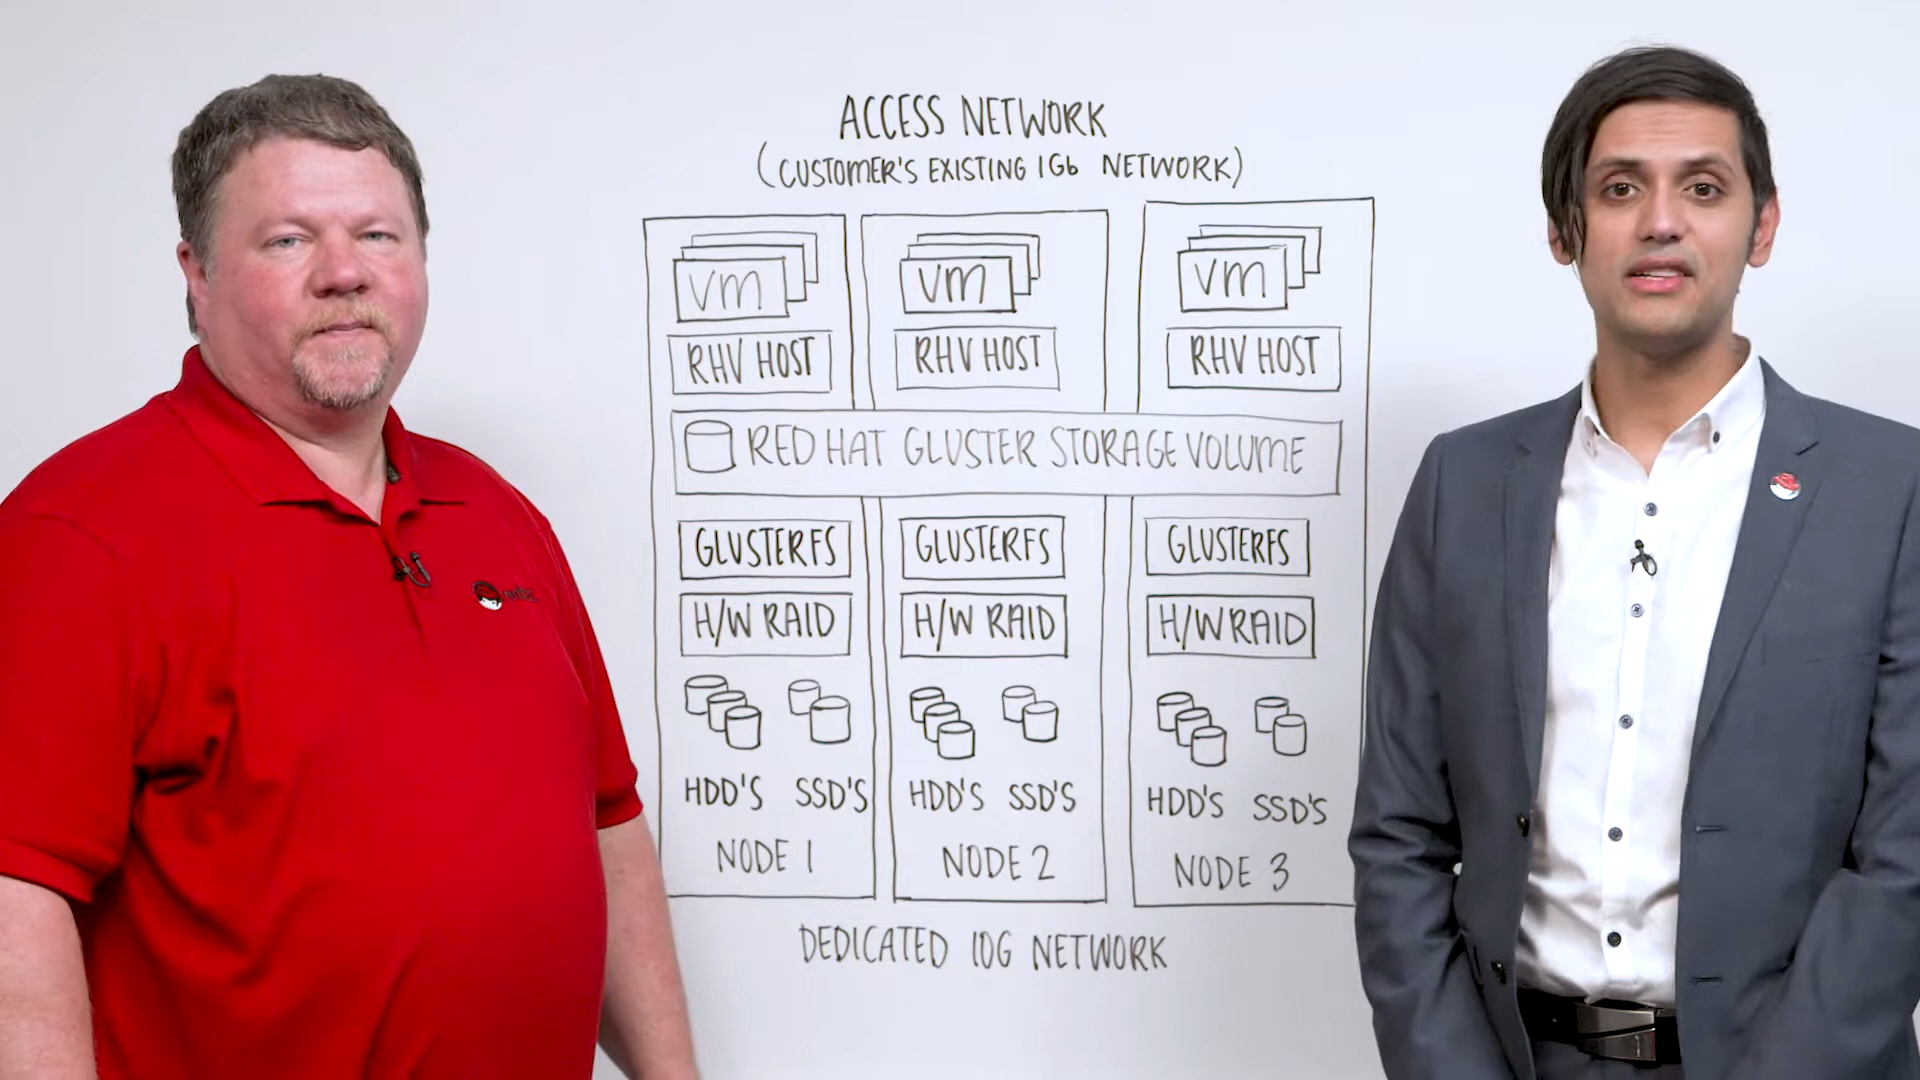 ACCESS NETWORK
(CUSTOMER'S EXISTING 1Gb NETWORK)
VM VM VM
RHV HOST RHV HOST RHV HOST
RED HAT GLUSTER STORAGE VOLUME
GLUSTERFS GLUSTERFS GLUSTERFS
H/W RAID H/W RAID H/W RAID
HDD'S SSD'S HDD'S SSD'S HDD'S SSD'S
NODE 1 NODE 2 NODE 3
DEDICATED 10G NETWORK